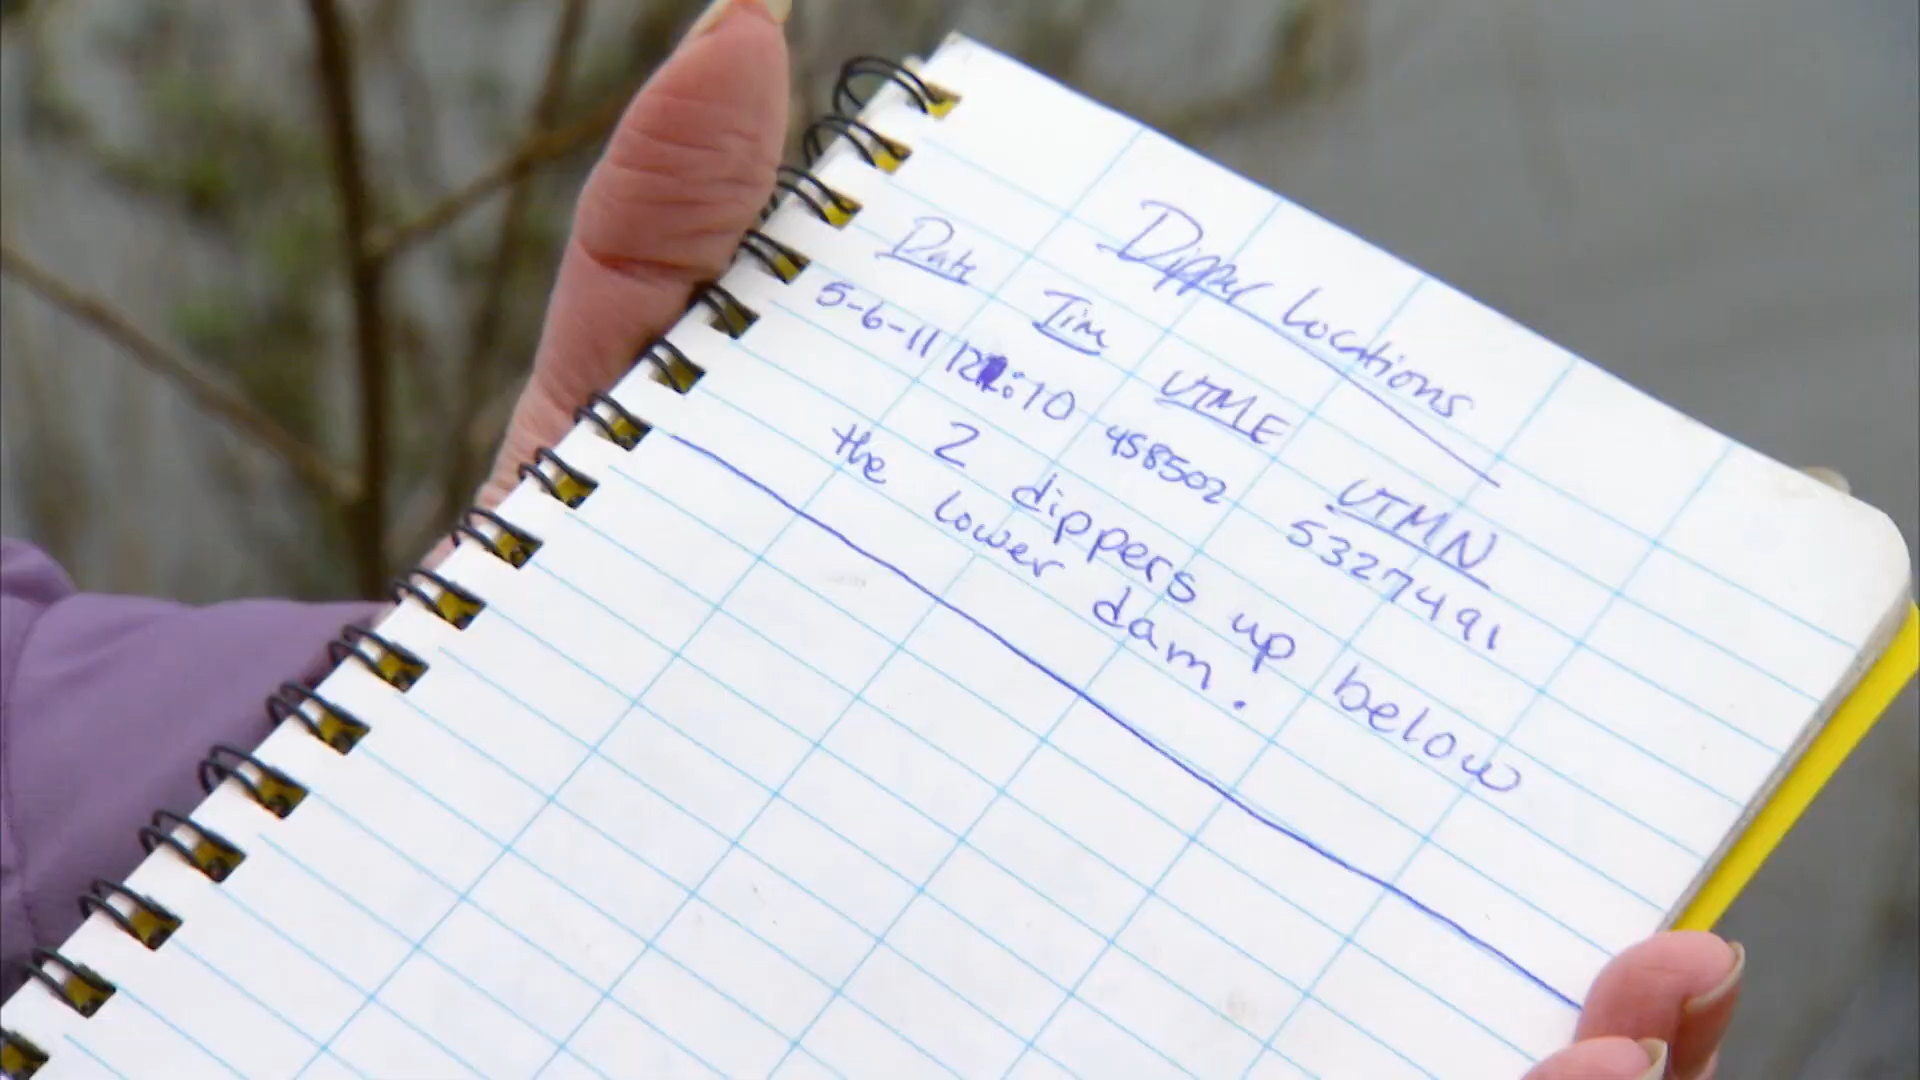 Dipper Locations
Date Time UTME UTMN
5-6-11 12:10 458502 5327491
2 dippers up below
the lower dam.